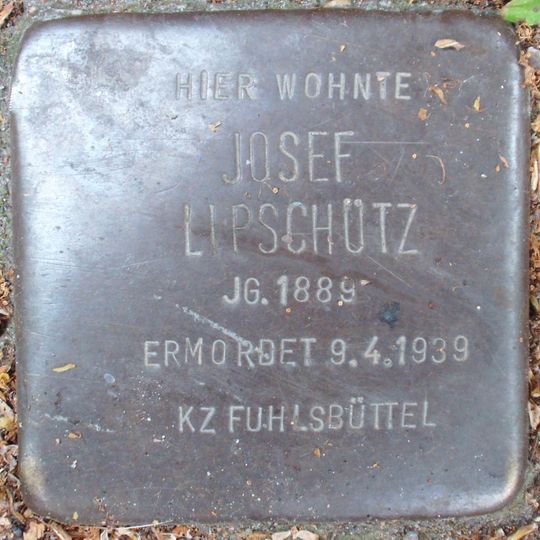 HIER WOHNTE
JOSEF
LIPSCHÜTZ
JG. 1889
ERMORDET 9.4.1939
KZ FUHLSBÜTTEL